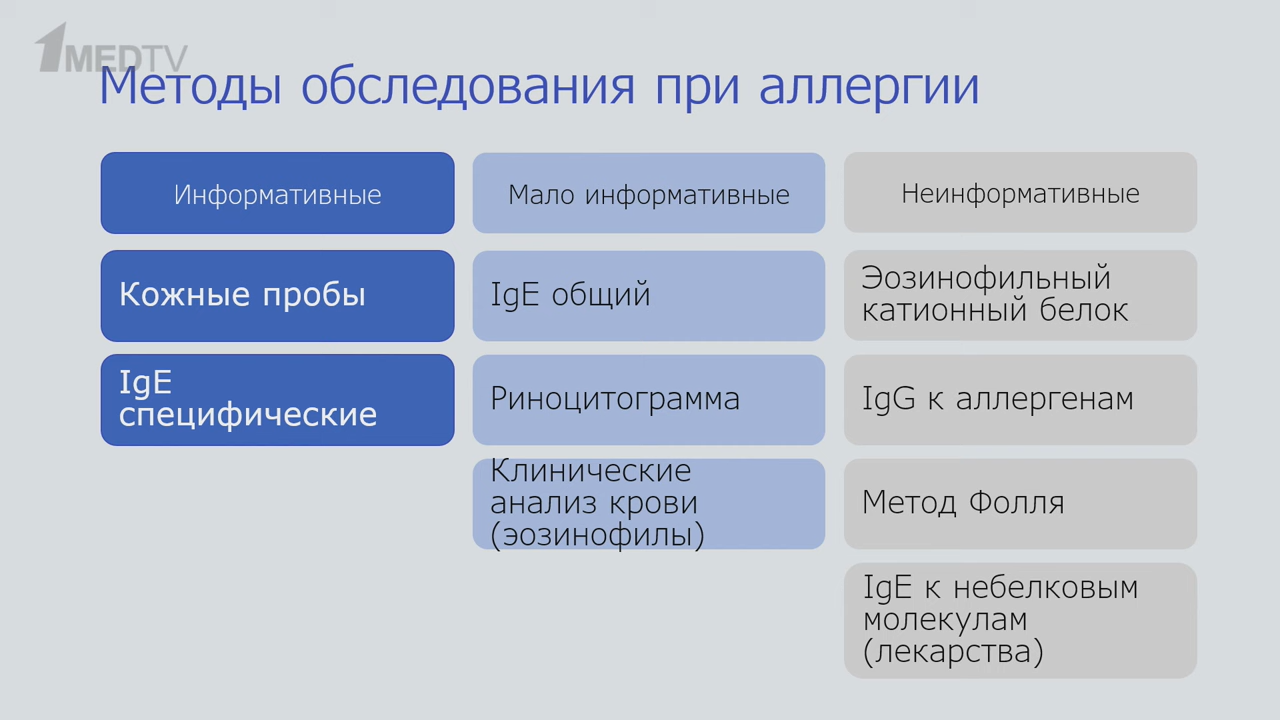 1MEDTV
Методы обследования при аллергии
Информативные
Кожные пробы
IgE
специфические
Мало информативные
IgE общий
Риноцитограмма
Клинические
анализ крови
(эозинофилы)
Неинформативные
Эозинофильный
катионный белок
IgG к аллергенам
Метод Фолля
IgE к небелковым
молекулам
(лекарства)